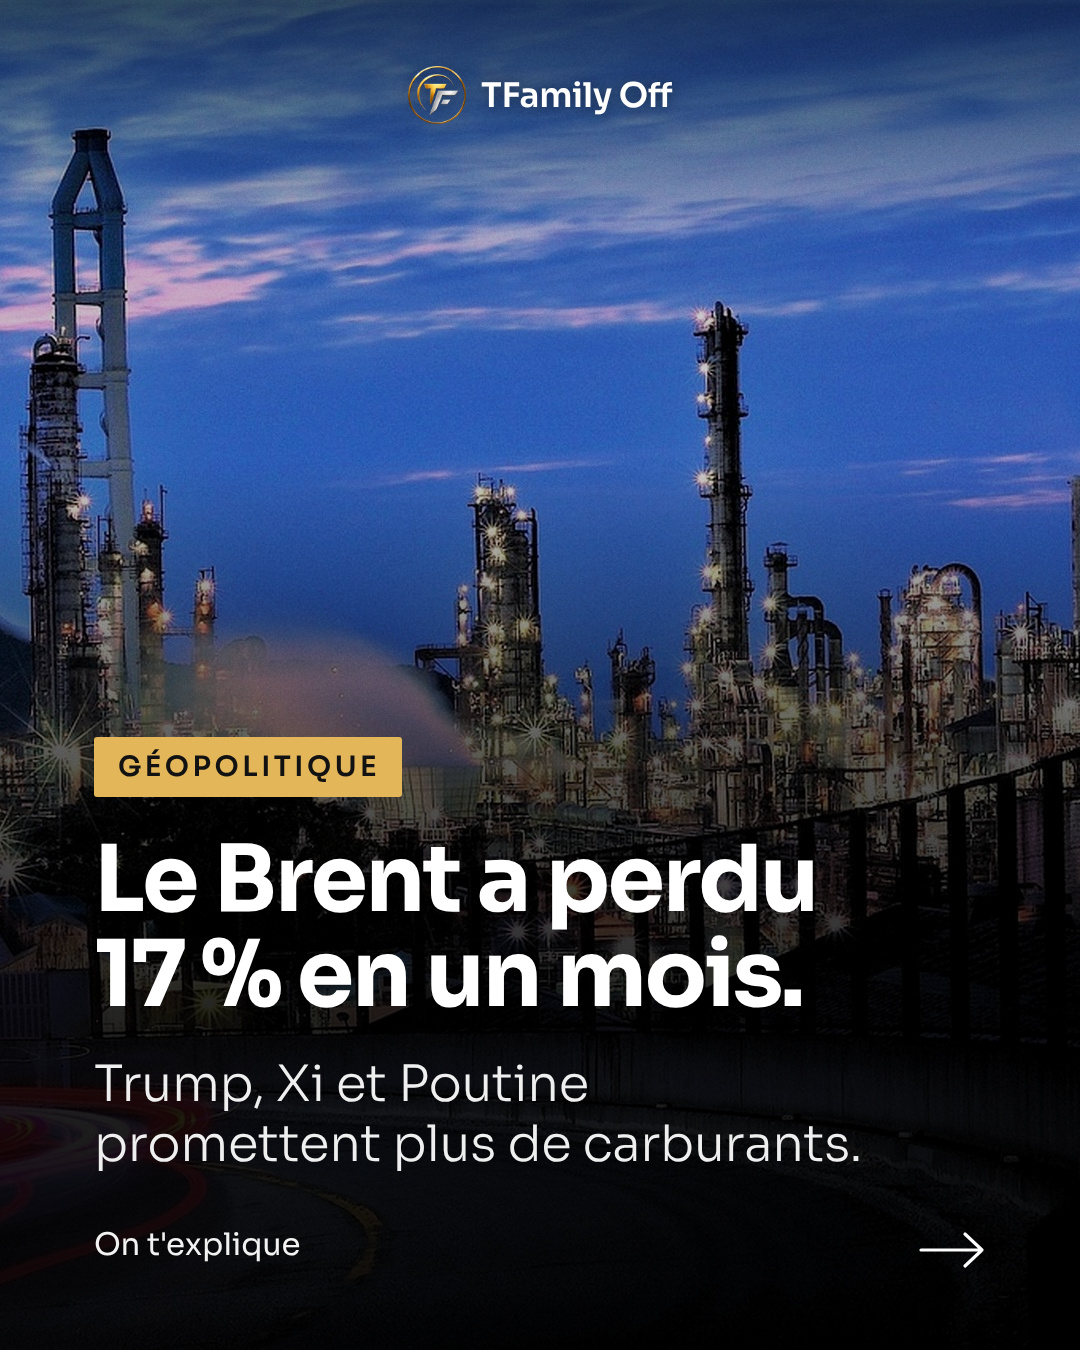 TFamily Off
GÉOPOLITIQUE
Le Brent a perdu
17 % en un mois.
Trump, Xi et Poutine
promettent plus de carburants.
On t'explique